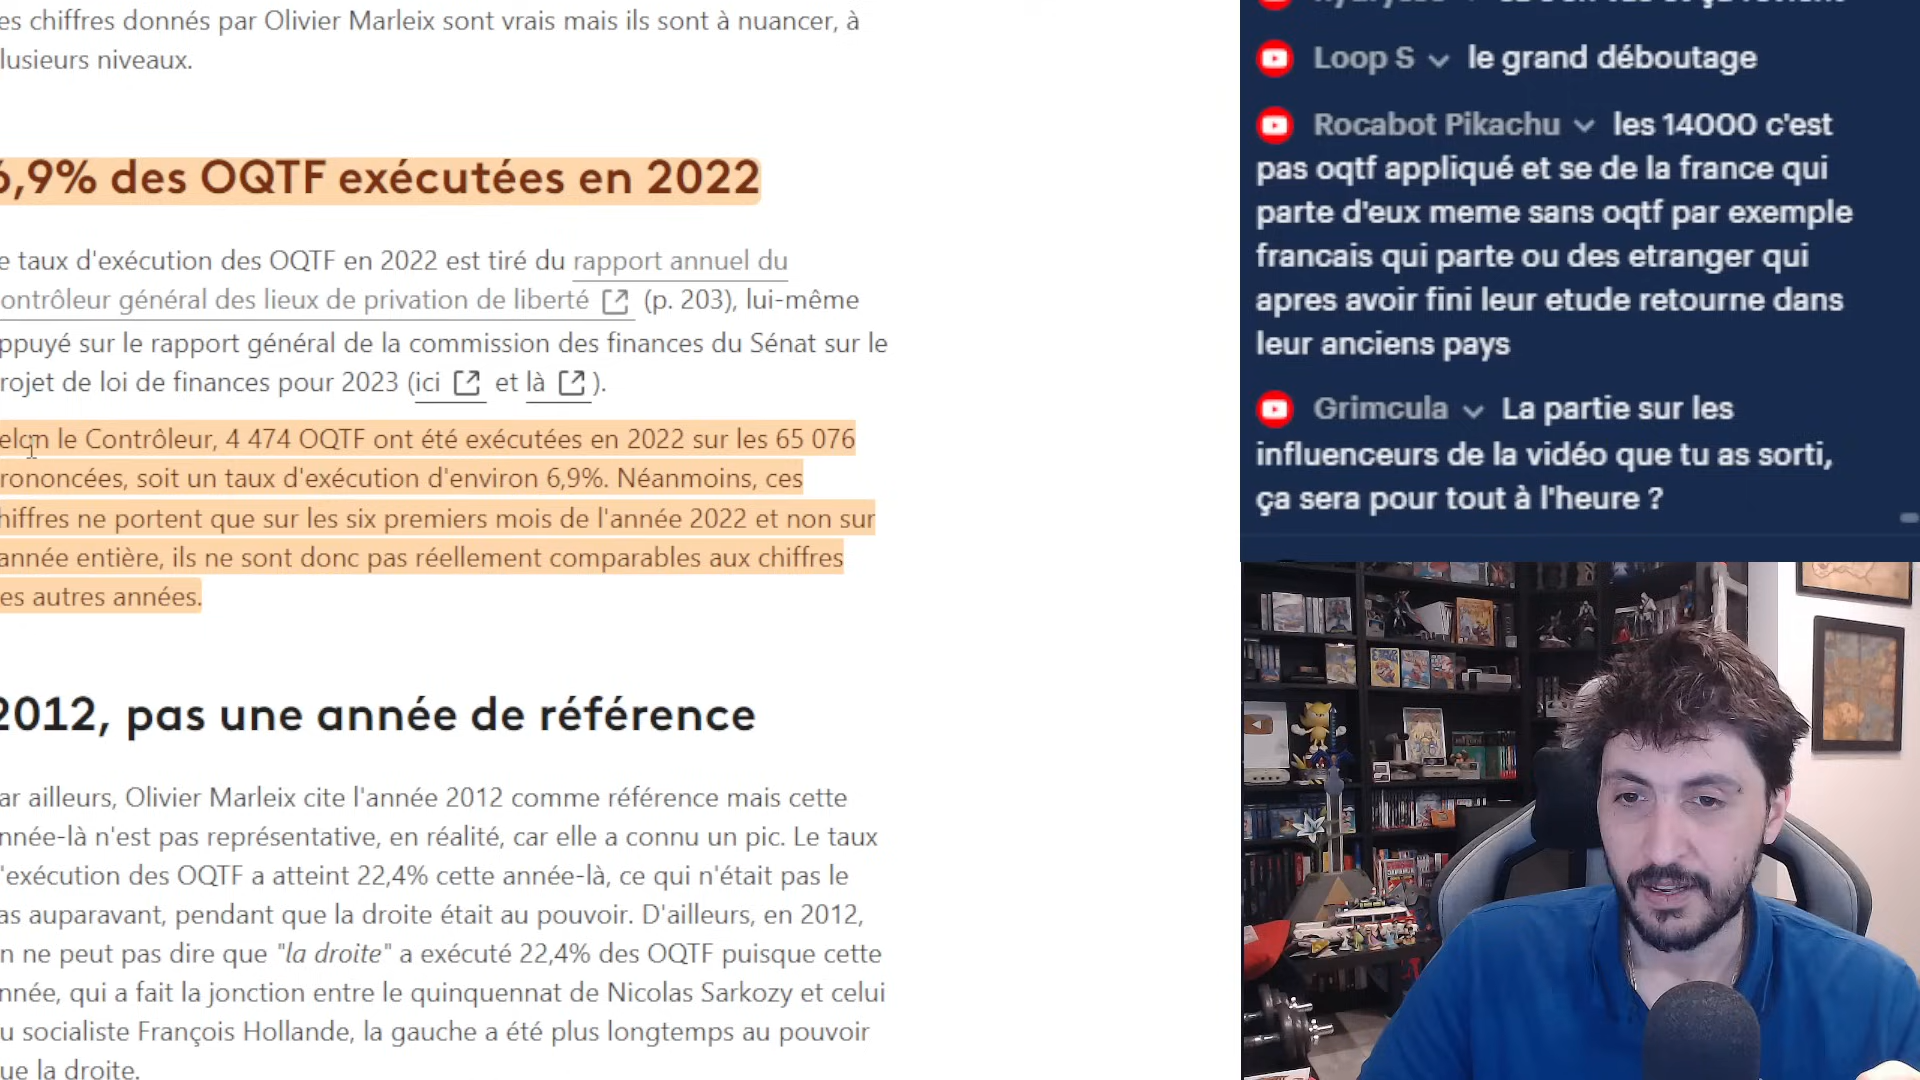 es chiffres donnés par Olivier Marleix sont vrais mais ils sont à nuancer, à
lusieurs niveaux.
6,9% des OQTF exécutées en 2022
e taux d'exécution des OQTF en 2022 est tiré du rapport annuel du
ontrôleur général des lieux de privation de liberté (p. 203), lui-même
ppuyé sur le rapport général de la commission des finances du Sénat sur le
rojet de loi de finances pour 2023 (ici et là ).
elon le Contrôleur, 4 474 OQTF ont été exécutées en 2022 sur les 65 076
rononcées, soit un taux d'exécution d'environ 6,9%. Néanmoins, ces
hiffres ne portent que sur les six premiers mois de l'année 2022 et non sur
année entière, ils ne sont donc pas réellement comparables aux chiffres
es autres années.
2012, pas une année de référence
ar ailleurs, Olivier Marleix cite l'année 2012 comme référence mais cette
nnée-là n'est pas représentative, en réalité, car elle a connu un pic. Le taux
'exécution des OQTF a atteint 22,4% cette année-là, ce qui n'était pas le
as auparavant, pendant que la droite était au pouvoir. D'ailleurs, en 2012,
n ne peut pas dire que "la droite" a exécuté 22,4% des OQTF puisque cette
nnée, qui a fait la jonction entre le quinquennat de Nicolas Sarkozy et celui
u socialiste François Hollande, la gauche a été plus longtemps au pouvoir
ue la droite.
Loop S le grand déboutage
Rocabot Pikachu les 14000 c'est
pas oqtf appliqué et se de la france qui
parte d'eux meme sans oqtf par exemple
francais qui parte ou des etranger qui
apres avoir fini leur etude retourne dans
leur anciens pays
Grimcula La partie sur les
influenceurs de la vidéo que tu as sorti,
ça sera pour tout à l'heure ?